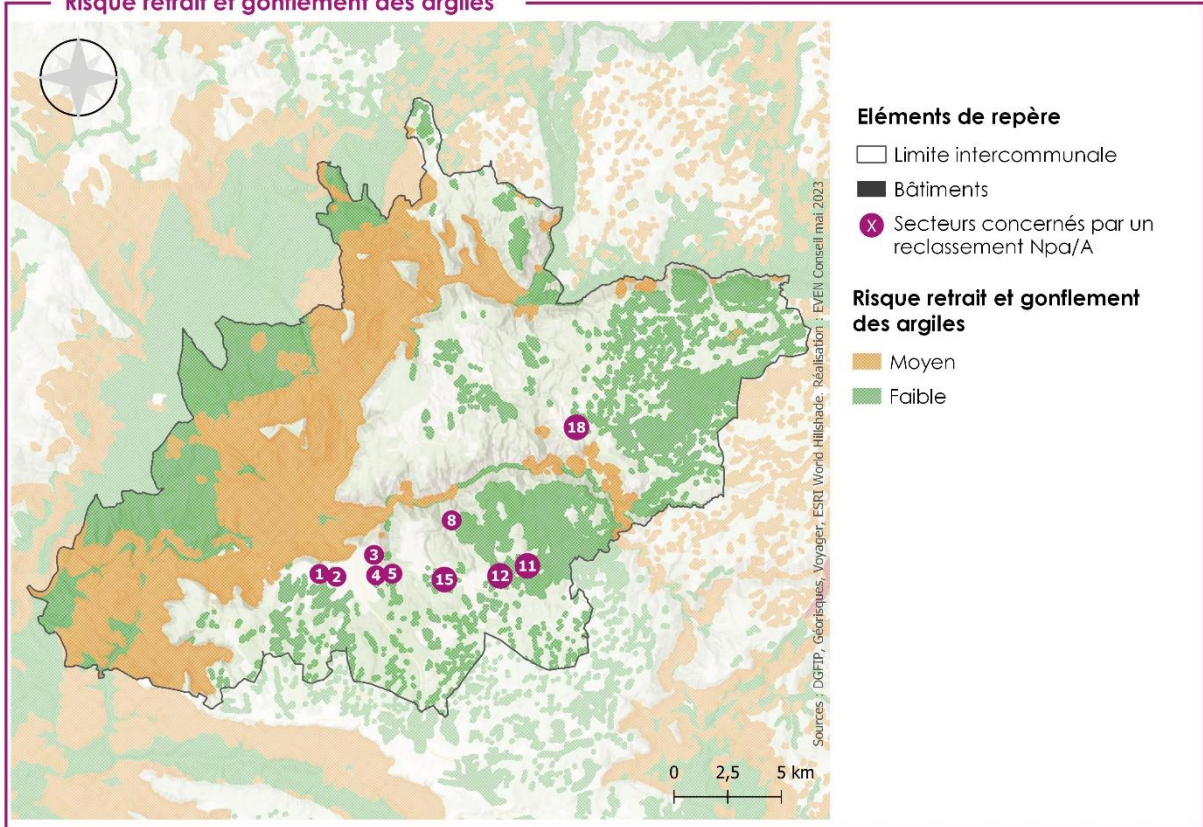 Risque retrait et gonflement des argiles
Eléments de repère
Limite intercommunale
Bâtiments
X Secteurs concernés par un
reclassement Npa/A
Risque retrait et gonflement
des argiles
Moyen
Faible
18
8
3
1
2
4
5
15
12
11
0 2,5 5 km
Sources : DGFIP, Géorisques, Voyager, ESRI World Hillshade. Réalisation : EVEN Conseil mai 2023